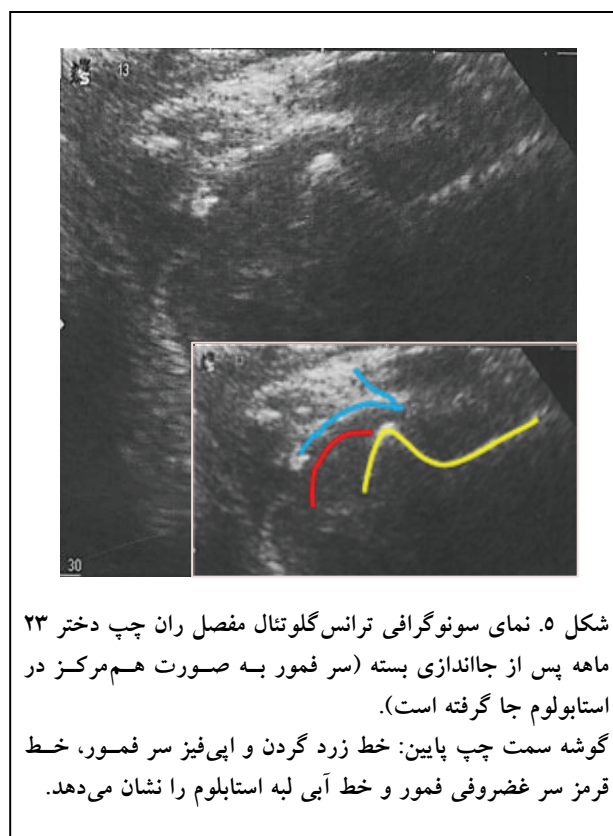 S
13
30
شکل ۵. نمای سونوگرافی ترانس‌گلوتئال مفصل ران چپ دختر ۲۳
ماهه پس از جااندازی بسته (سر فمور به صورت هم‌مرکز در
استابولوم جا گرفته است).
گوشه سمت چپ پایین: خط زرد گردن و اپی‌فیز سر فمور، خط
قرمز سر غضروفی فمور و خط آبی لبه استابلوم را نشان می‌دهد.